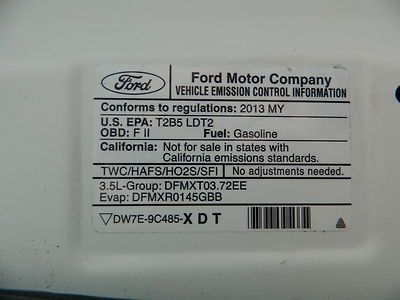 Ford
Ford Motor Company
VEHICLE EMISSION CONTROL INFORMATION
Conforms to regulations: 2013 MY
U.S. EPA: T2B5 LDT2
OBD: F II Fuel: Gasoline
California: Not for sale in states with
California emissions standards.
TWC/HAFS/HO2S/SFI No adjustments needed.
3.5L-Group: DFMXT03.72EE
Evap: DFMXR0145GBB
DW7E-9C485-XDT